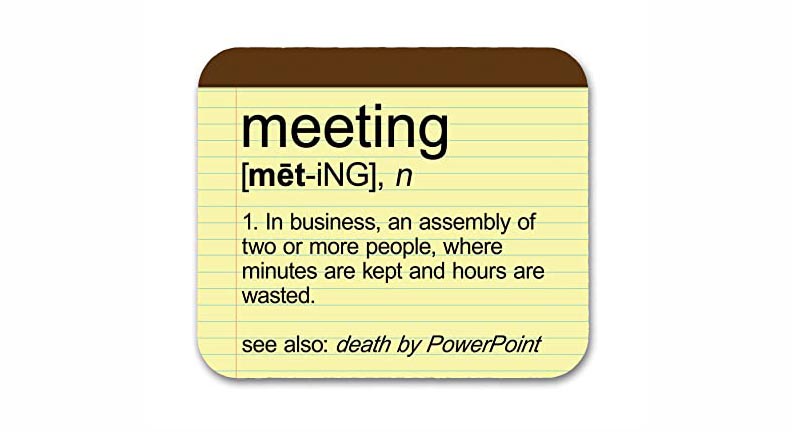 meeting
[mēt-iNG], n
1. In business, an assembly of
two or more people, where
minutes are kept and hours are
wasted.
see also: death by PowerPoint